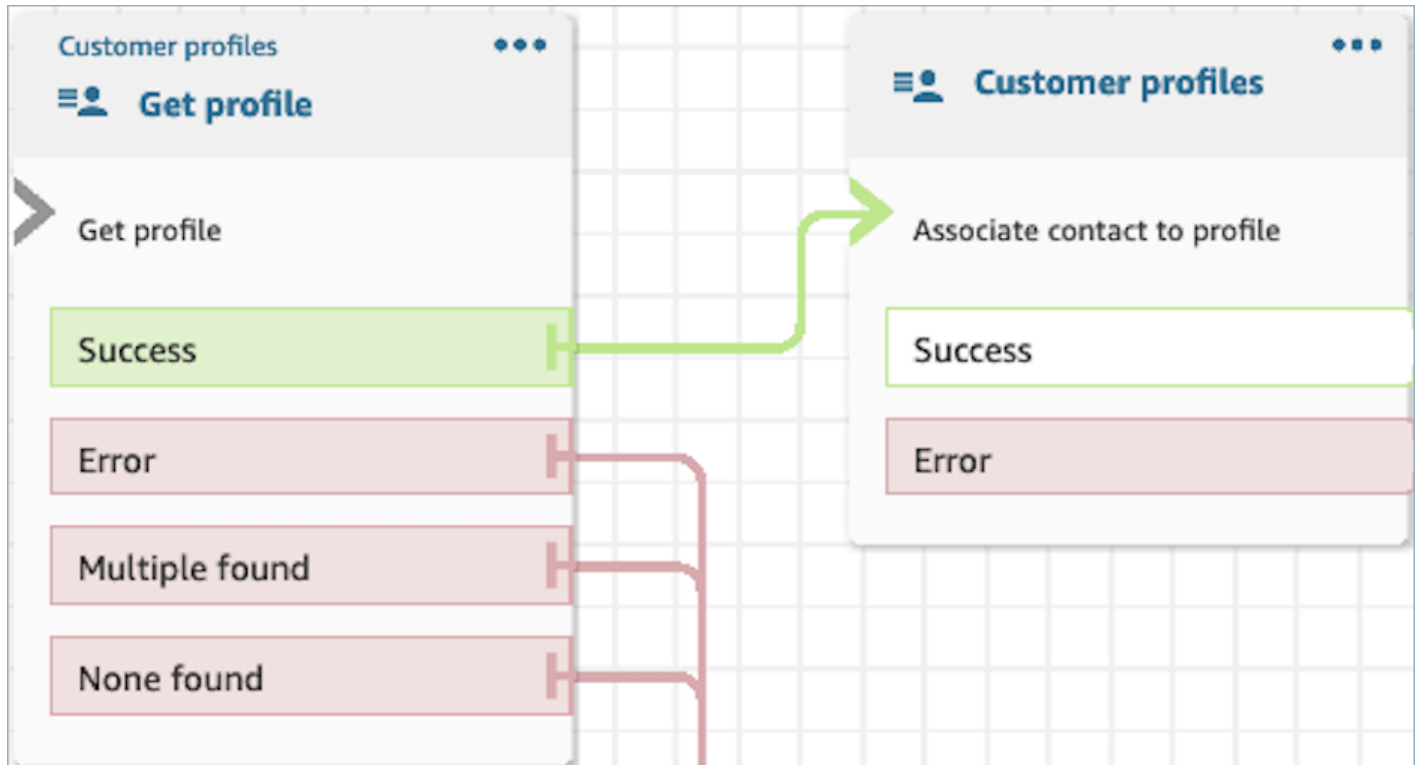 Customer profiles
Get profile
Get profile
Success
Error
Multiple found
None found
Customer profiles
Associate contact to profile
Success
Error